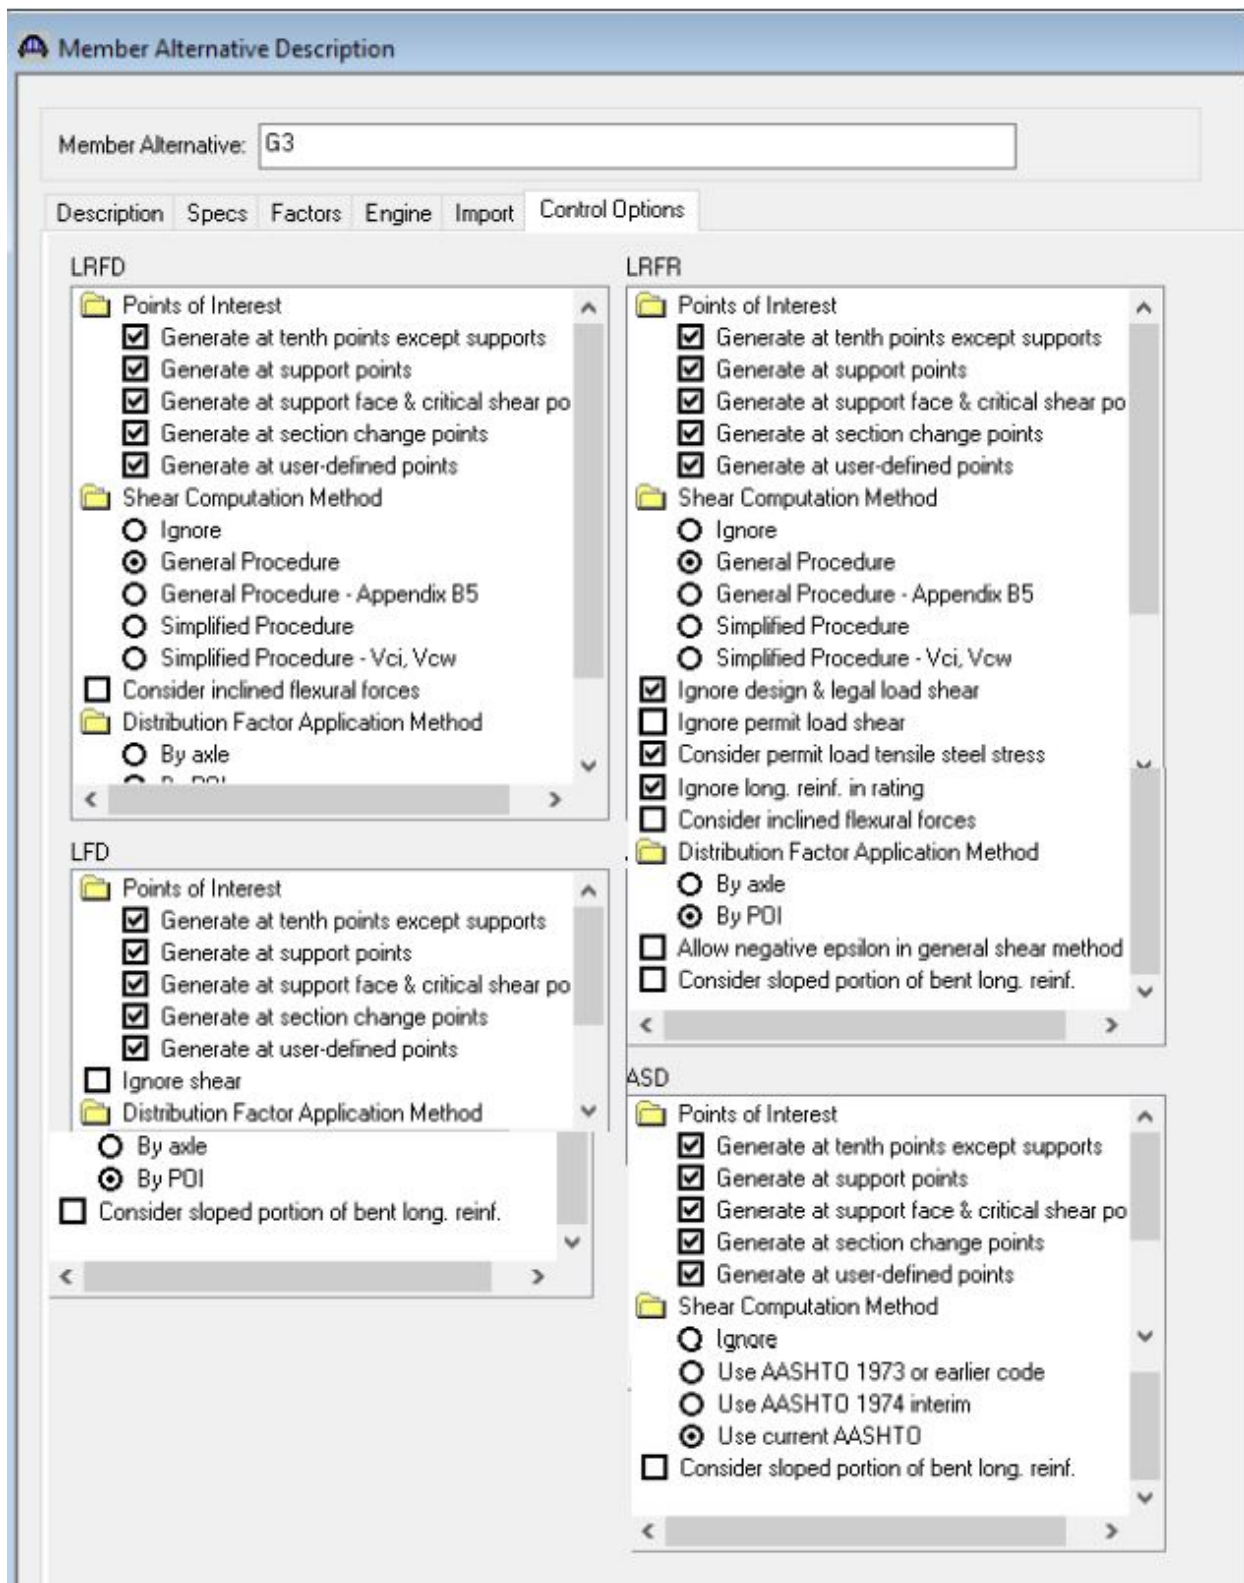 Member Alternative Description
Member Alternative: G3
Description Specs Factors Engine Import Control Options
LRFD
Points of Interest
Generate at tenth points except supports
Generate at support points
Generate at support face & critical shear po
Generate at section change points
Generate at user-defined points
Shear Computation Method
Ignore
General Procedure
General Procedure - Appendix B5
Simplified Procedure
Simplified Procedure - Vci, Vcw
Consider inclined flexural forces
Distribution Factor Application Method
By axle
LFD
Points of Interest
Generate at tenth points except supports
Generate at support points
Generate at support face & critical shear po
Generate at section change points
Generate at user-defined points
Ignore shear
Distribution Factor Application Method
By axle
By POI
Consider sloped portion of bent long. reinf.
LRFR
Points of Interest
Generate at tenth points except supports
Generate at support points
Generate at support face & critical shear po
Generate at section change points
Generate at user-defined points
Shear Computation Method
Ignore
General Procedure
General Procedure - Appendix B5
Simplified Procedure
Simplified Procedure - Vci, Vcw
Ignore design & legal load shear
Ignore permit load shear
Consider permit load tensile steel stress
Ignore long. reinf. in rating
Consider inclined flexural forces
Distribution Factor Application Method
By axle
By POI
Allow negative epsilon in general shear method
Consider sloped portion of bent long. reinf.
ASD
Points of Interest
Generate at tenth points except supports
Generate at support points
Generate at support face & critical shear po
Generate at section change points
Generate at user-defined points
Shear Computation Method
Ignore
Use AASHTO 1973 or earlier code
Use AASHTO 1974 interim
Use current AASHTO
Consider sloped portion of bent long. reinf.